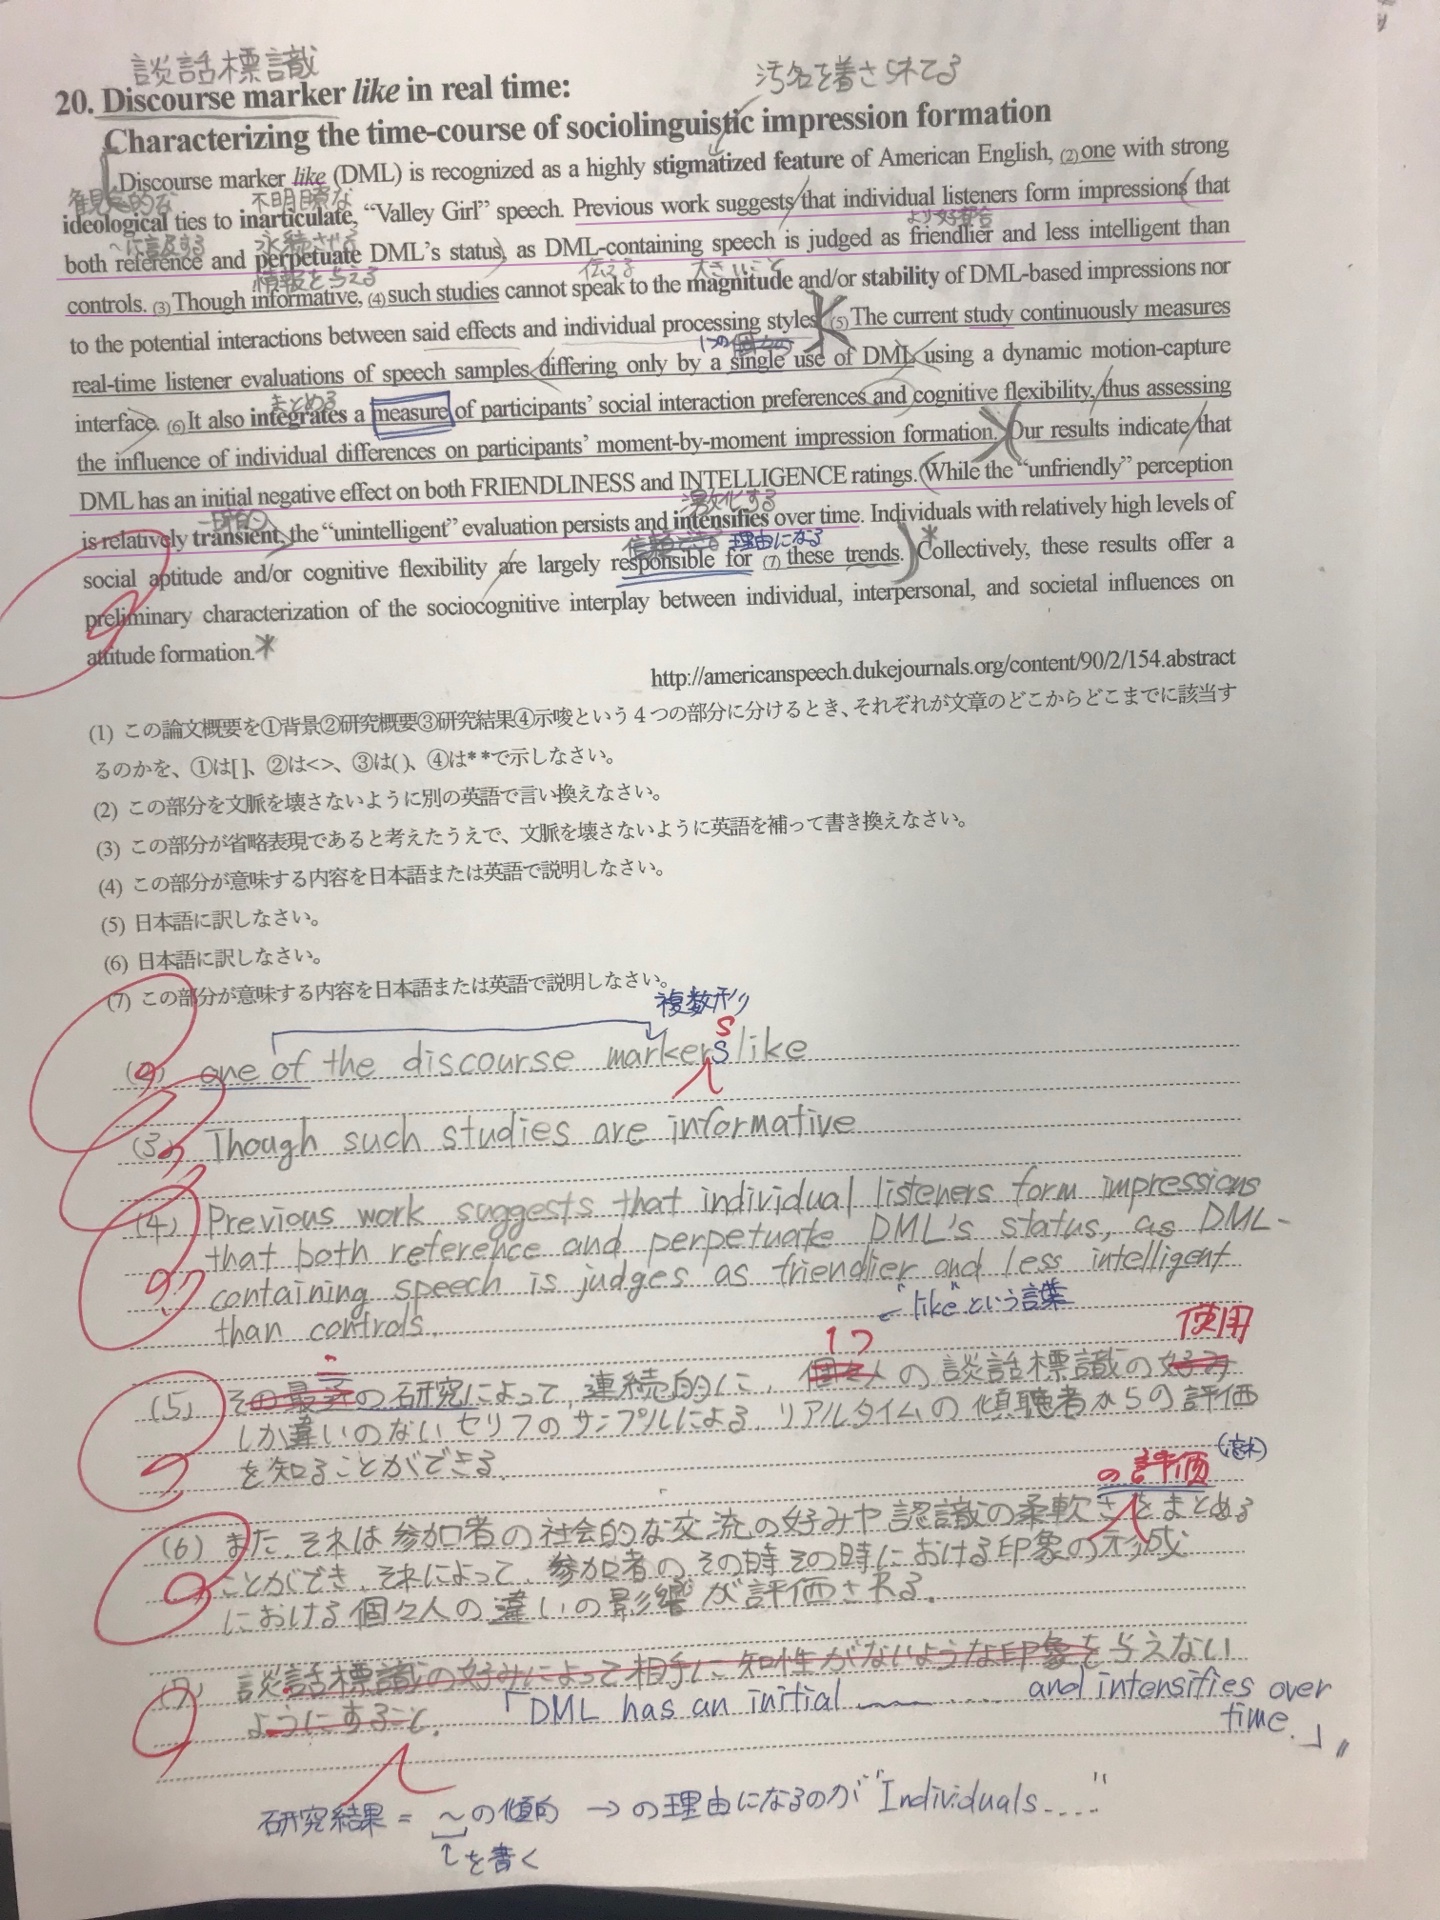 談話標識
汚名を着さられてる
20. Discourse marker like in real time:
Characterizing the time-course of sociolinguistic impression formation
Discourse marker like (DML) is recognized as a highly stigmatized feature of American English, (2) one with strong
観念的な 不明瞭な
ideological ties to inarticulate, “Valley Girl” speech. Previous work suggests that individual listeners form impressions that
〜に言及する 永続させる より好意的
both reference and perpetuate DML’s status, as DML-containing speech is judged as friendlier and less intelligent than
情報を与える 伝える 大きいこと
controls. (3) Though informative, (4) such studies cannot speak to the magnitude and/or stability of DML-based impressions nor
to the potential interactions between said effects and individual processing styles. (5) The current study continuously measures
1つの
real-time listener evaluations of speech samples differing only by a single use of DML using a dynamic motion-capture
まとめる
interface. (6) It also integrates a measure of participants’ social interaction preferences and cognitive flexibility, thus assessing
the influence of individual differences on participants’ moment-by-moment impression formation. Our results indicate that
DML has an initial negative effect on both FRIENDLINESS and INTELLIGENCE ratings. While the “unfriendly” perception
一時的 激化する
is relatively transient, the “unintelligent” evaluation persists and intensifies over time. Individuals with relatively high levels of
信頼できる 理由になる
social aptitude and/or cognitive flexibility are largely responsible for (7) these trends. Collectively, these results offer a
preliminary characterization of the sociocognitive interplay between individual, interpersonal, and societal influences on
attitude formation.*
http://americanspeech.dukejournals.org/content/90/2/154.abstract
(1) この論文概要を①背景②研究概要③研究結果④示唆という４つの部分に分けるとき、それぞれが文章のどこからどこまでに該当す
るのかを、①は[ ]、②は<>、③は( )、④は* *で示しなさい。
(2) この部分を文脈を壊さないように別の英語で言い換えなさい。
(3) この部分が省略表現であると考えたうえで、文脈を壊さないように英語を補って書き換えなさい。
(4) この部分が意味する内容を日本語または英語で説明しなさい。
(5) 日本語に訳しなさい。
(6) 日本語に訳しなさい。
(7) この部分が意味する内容を日本語または英語で説明しなさい。
複数形
s
(2) one of the discourse markers like
(3) Though such studies are informative
(4) Previous work suggests that individual listeners form impressions
that both reference and perpetuate DML's status, as DML-
containing speech is judges as friendlier and less intelligent
than controls.
"like"という言葉
1つ 使用
(5) その最近の研究によって、連続的に、個々人の談話標識の好み
しか違いのないセリフのサンプルによる、リアルタイムの傾聴者からの評価
を知ることができる。
の評価
(6) また、それは参加者の社会的な交流の好みや認識の柔軟さをまとめる
ことができ、それによって、参加者のその時その時における印象の形成
における個々人の違いの影響が評価される。
(7) 談話標識の好みによって相手に知性がないような印象を与えない
ようにすること。
「DML has an initial ........ and intensifies over
time.」
研究結果 = 〜の傾向 → の理由になるのが "Individuals...."
↑を書く